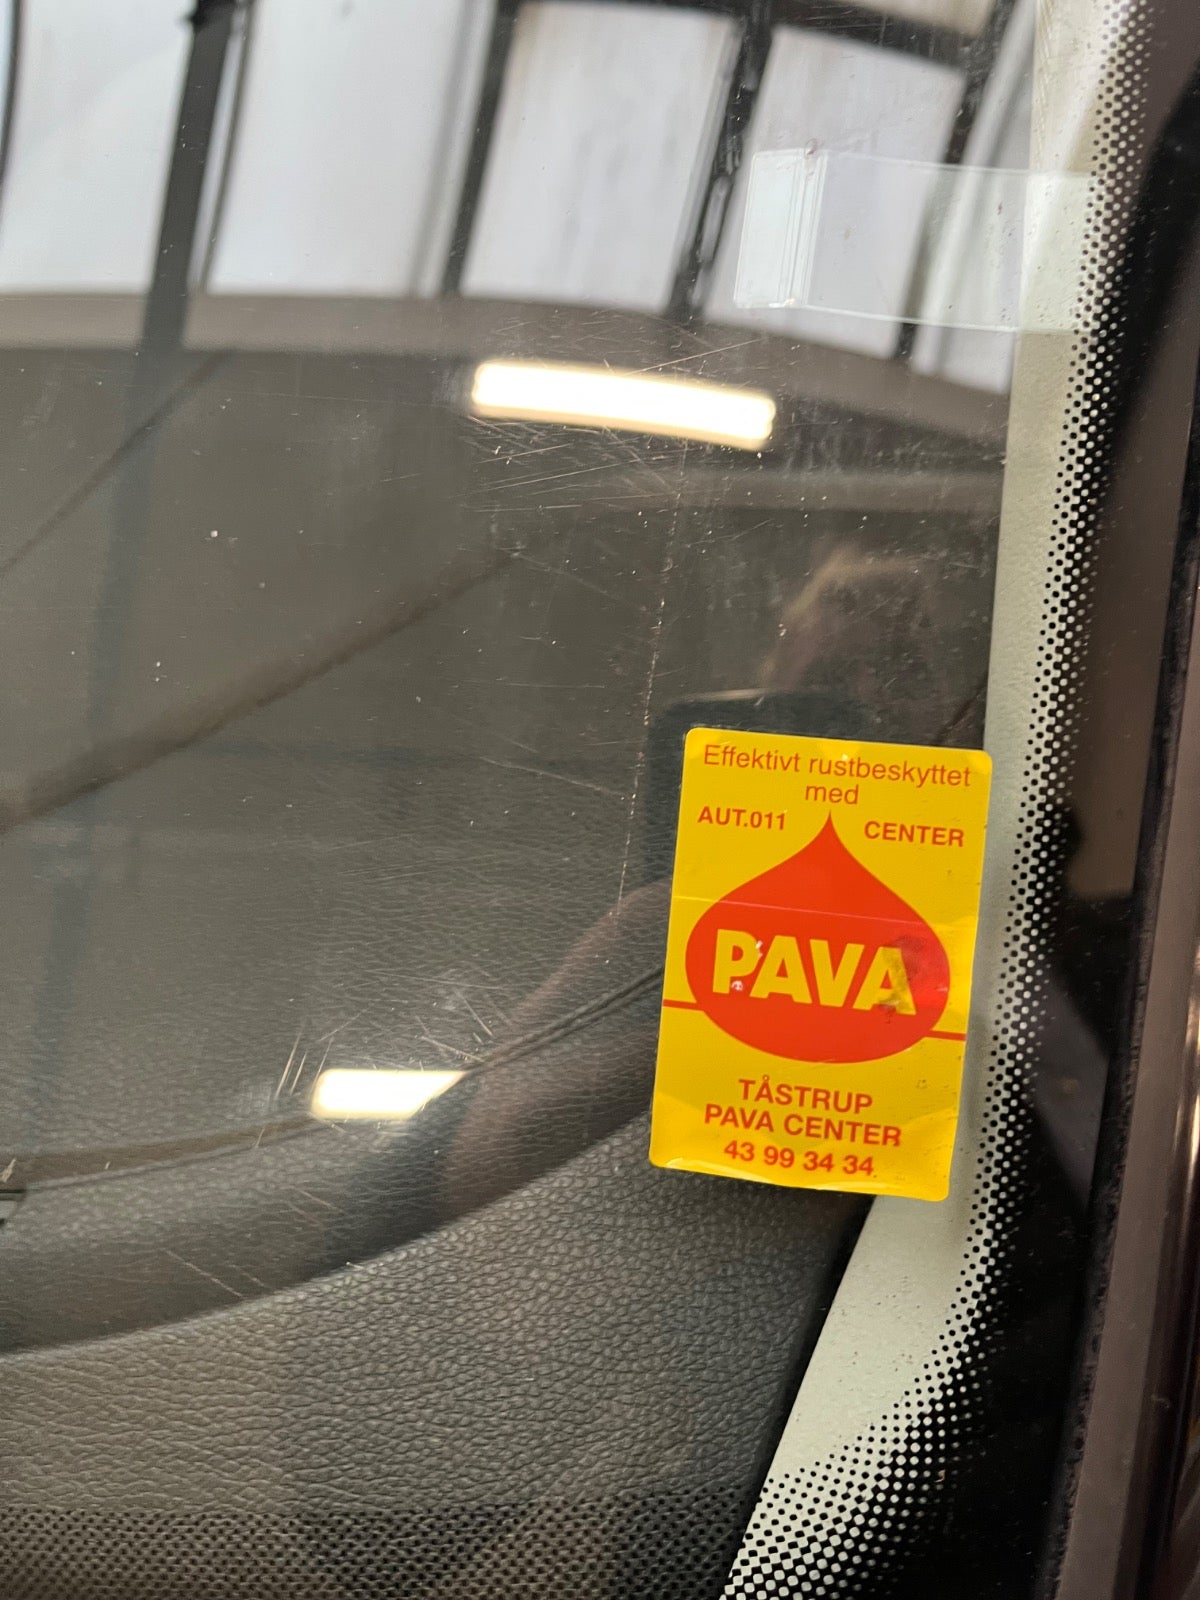 Effektivt rustbeskyttet
med
AUT.011 CENTER
PAVA
TÅSTRUP
PAVA CENTER
43 99 34 34